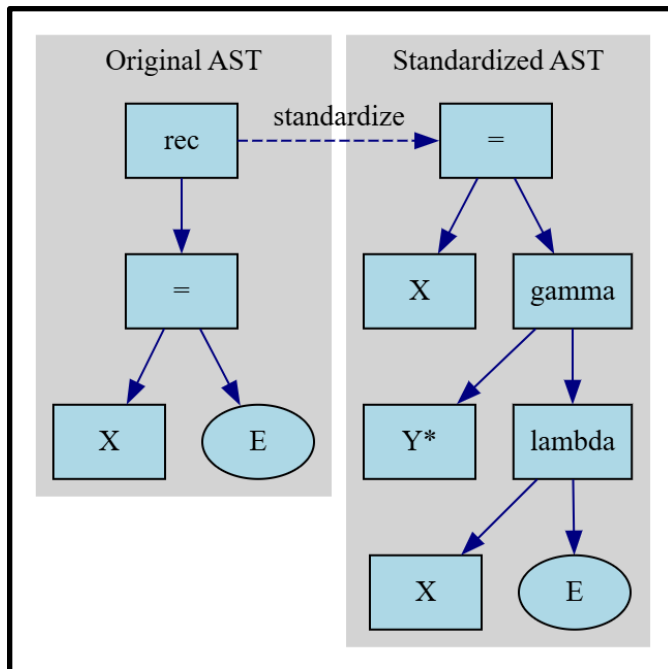 Original AST
rec
=
X
E
standardize
Standardized AST
=
X
gamma
Y*
lambda
X
E